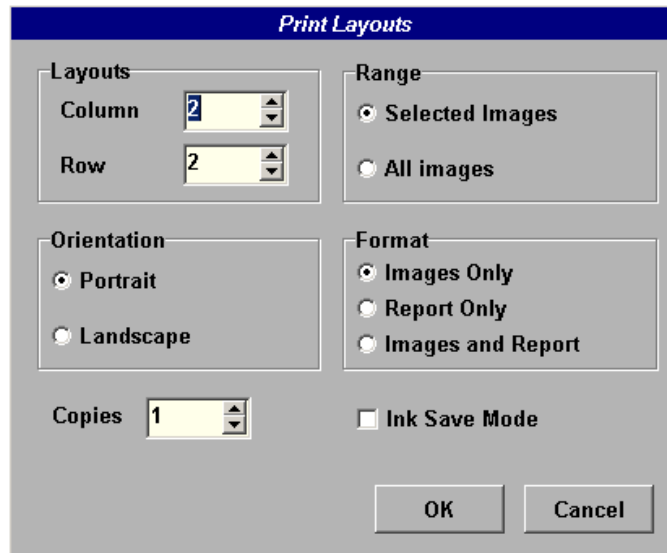 Print Layouts
Layouts
Column 2
Row 2
Range
Selected Images
All images
Orientation
Portrait
Landscape
Format
Images Only
Report Only
Images and Report
Copies 1
Ink Save Mode
OK
Cancel